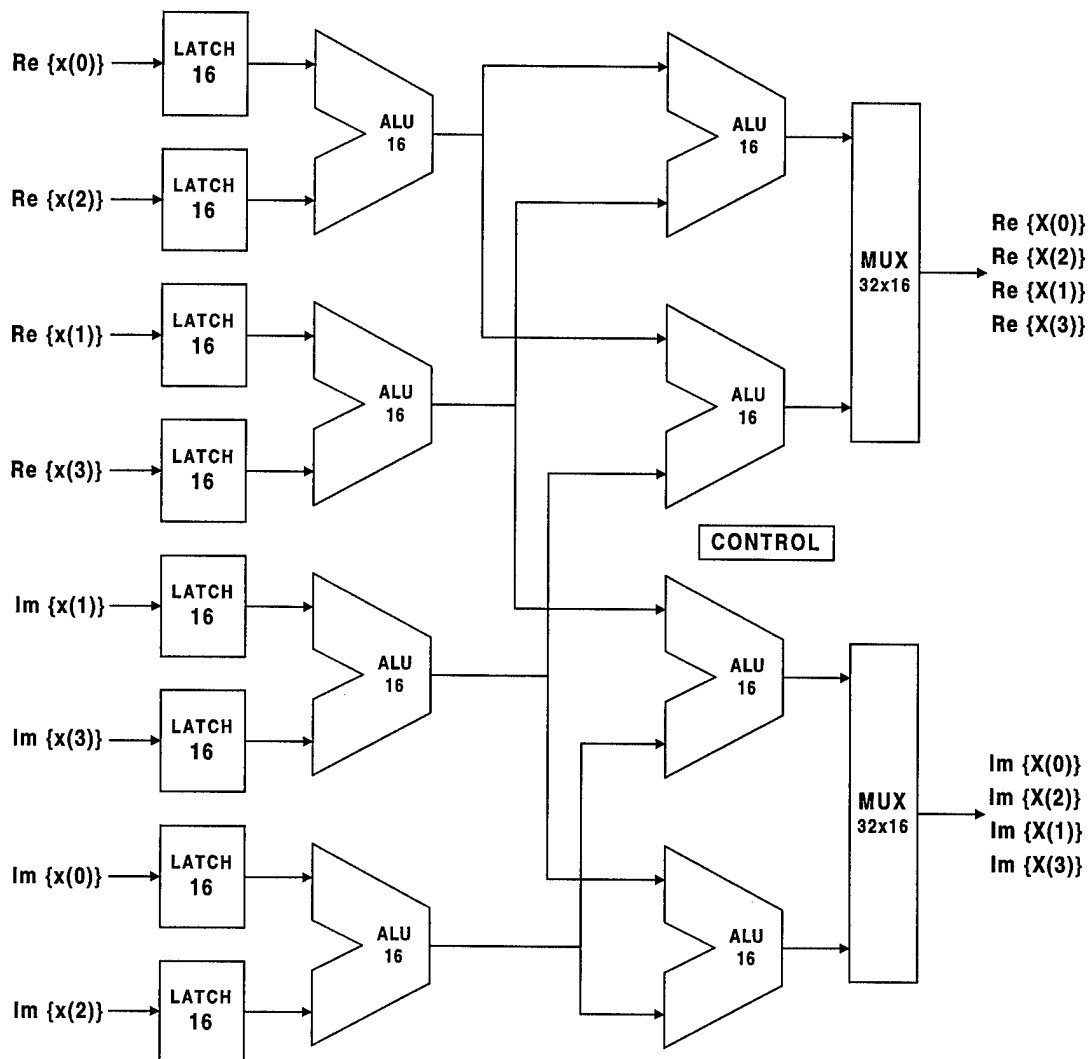 Re {x(0)}
LATCH
16
ALU
16
ALU
16
Re {x(2)}
LATCH
16
MUX
32x16
Re {X(0)}
Re {X(2)}
Re {X(1)}
Re {X(3)}
Re {x(1)}
LATCH
16
ALU
16
ALU
16
Re {x(3)}
LATCH
16
CONTROL
Im {x(1)}
LATCH
16
ALU
16
ALU
16
Im {x(3)}
LATCH
16
MUX
32x16
Im {X(0)}
Im {X(2)}
Im {X(1)}
Im {X(3)}
Im {x(0)}
LATCH
16
ALU
16
ALU
16
Im {x(2)}
LATCH
16